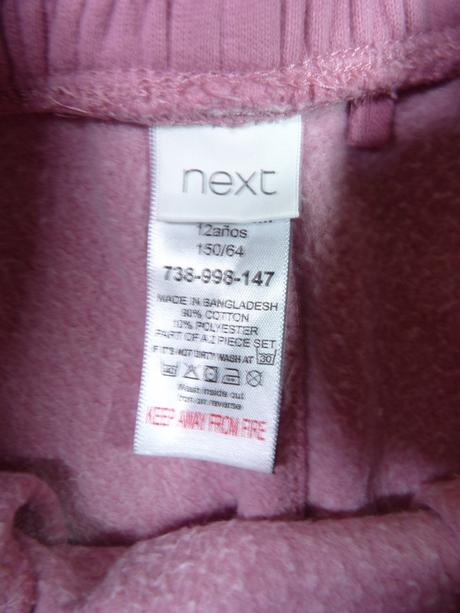 next
12años
150/64
738-998-147
MADE IN BANGLADESH
90% COTTON
10% POLYESTER
PART OF A 2 PIECE SET
IF IT'S NOT DIRTY WASH AT 30
40
Wash inside out
Iron on reverse
KEEP AWAY FROM FIRE